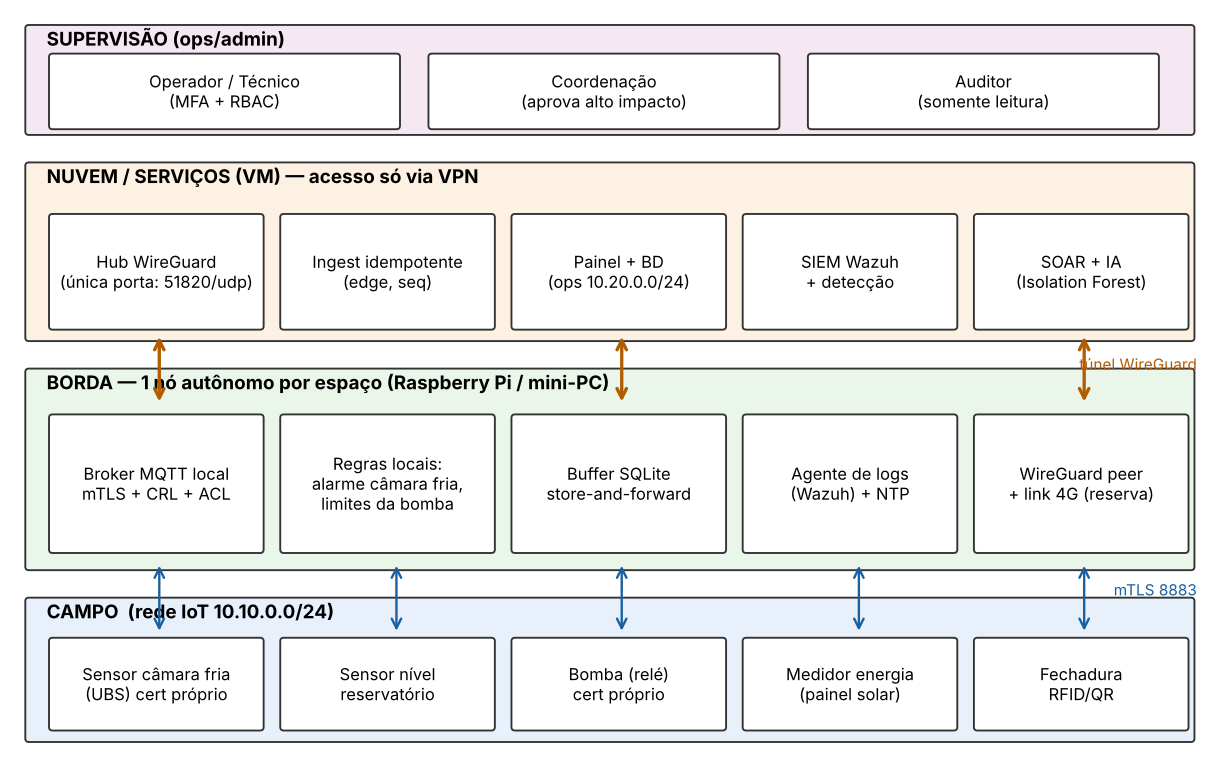 SUPERVISÃO (ops/admin)
Operador / Técnico
(MFA + RBAC)
Coordenação
(aprova alto impacto)
Auditor
(somente leitura)
NUVEM / SERVIÇOS (VM) — acesso só via VPN
Hub WireGuard
(única porta: 51820/udp)
Ingest idempotente
(edge, seq)
Painel + BD
(ops 10.20.0.0/24)
SIEM Wazuh
+ detecção
SOAR + IA
(Isolation Forest)
túnel WireGuard
BORDA — 1 nó autônomo por espaço (Raspberry Pi / mini-PC)
Broker MQTT local
mTLS + CRL + ACL
Regras locais:
alarme câmara fria,
limites da bomba
Buffer SQLite
store-and-forward
Agente de logs
(Wazuh) + NTP
WireGuard peer
+ link 4G (reserva)
mTLS 8883
CAMPO (rede IoT 10.10.0.0/24)
Sensor câmara fria
(UBS) cert próprio
Sensor nível
reservatório
Bomba (relé)
cert próprio
Medidor energia
(painel solar)
Fechadura
RFID/QR